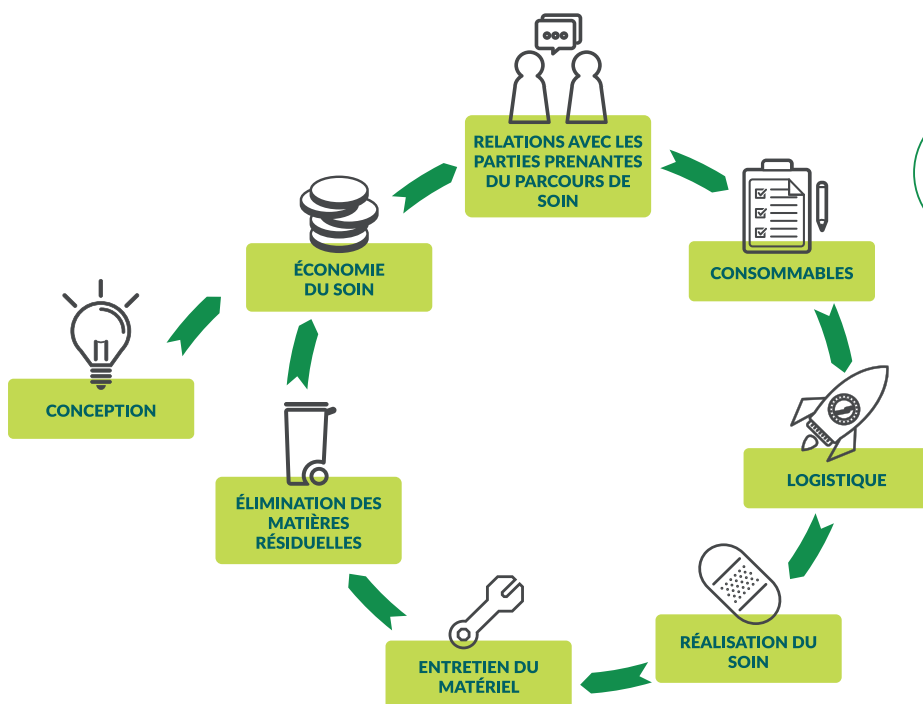 RELATIONS AVEC LES
PARTIES PRENANTES
DU PARCOURS DE
SOIN
CONSOMMABLES
LOGISTIQUE
RÉALISATION DU
SOIN
ENTRETIEN DU
MATÉRIEL
ÉLIMINATION DES
MATIÈRES
RÉSIDUELLES
ÉCONOMIE
DU SOIN
CONCEPTION